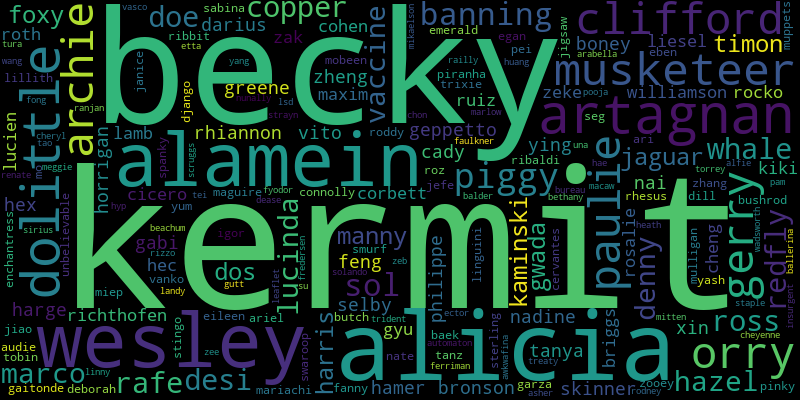 foxy
doe
sabina
copper
ribbit
darius
cohen
roth
etta
zak
vasco
becky
tura
wang
janice
yang
greene
archie
dolittle
lillith
fong
vaccine
mikaelson
banning
emerald
egan
pei
huang
mobeen
zheng
piranha
trixie
maxim
lsd
railly
clifford
jigsaw
boney
liesel
eben
arabella
timon
muppets
musketeer
zeke
pooja
williamson
rocko
artagnan
ruiz
seg
lucien
ranjan
cheryl
tao
meggie
renate
mo
django
strayn
chon
marlow
roddy
geppetto
faulkner
lamb
rhiannon
vito
spanky
scruggs
horrigan
alamein
cady
ribaldi
ying
una
ari
alfie
jaguar
whale
torrey
kiki
pam
hae
roz
piggy
jefe
balder
bethany
bureau
macaw
nai
rhesus
zhang
dill
bushrod
hex
cicero
tei
maguire
fyodor
connolly
corbett
dease
hyp
yum
sirius
beachum
igor
gabi
rizzo
lucinda
enchantress
unbelievable
kermit
manny
smurf
feng
philippe
linguini
kaminski
gwada
cervantes
paulie
rosalie
heath
denny
cheng
mulligan
gerry
wadsworth
redfly
ballerina
hec
dos
vanko
landy
gutt
solando
zeb
sol
leaflet
su
fredersen
miep
ariel
selby
ector
yash
staple
insurgent
harge
richthofen
eileen
butch
trident
gyu
baek
nadine
sterling
briggs
mitten
xin
ross
cheyenne
jiao
audie
tobin
linny
stingo
wesley
zee
swaroop
harris
nate
automaton
awkwafina
alicia
tanz
ferriman
tanya
treaty
orry
marco
gaitonde
deborah
rafe
desi
mariachi
fanny
hamer
bronson
garza
asher
skinner
rodney
zooey
hazel
pinky